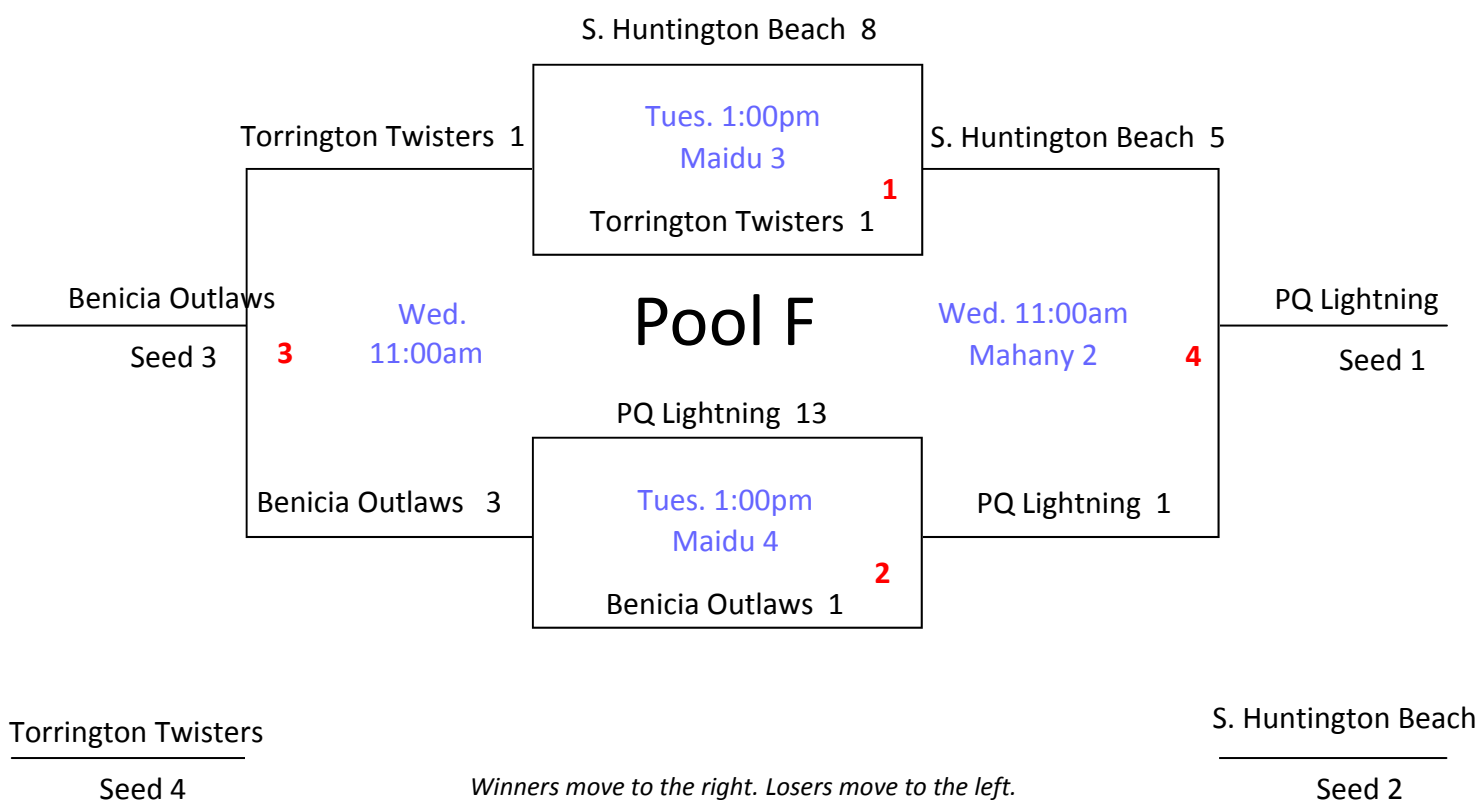 S. Huntington Beach 8
Tues. 1:00pm
Maidu 3
Torrington Twisters 1
S. Huntington Beach 5
1
Torrington Twisters 1
Benicia Outlaws
Seed 3
3
Wed.
11:00am
Pool F
Wed. 11:00am
Mahany 2
4
PQ Lightning
Seed 1
PQ Lightning 13
Benicia Outlaws 3
Tues. 1:00pm
Maidu 4
2
Benicia Outlaws 1
PQ Lightning 1
Torrington Twisters
Seed 4
Winners move to the right. Losers move to the left.
S. Huntington Beach
Seed 2